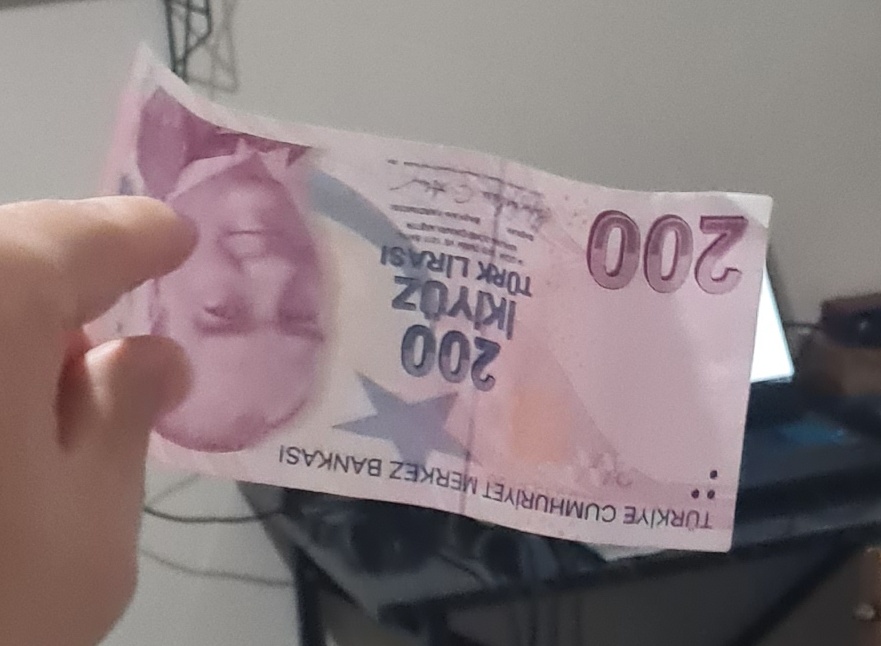 TÜRKİYE CUMHURİYET MERKEZ BANKASI
200
İKİYÜZ
TÜRK LİRASI
200